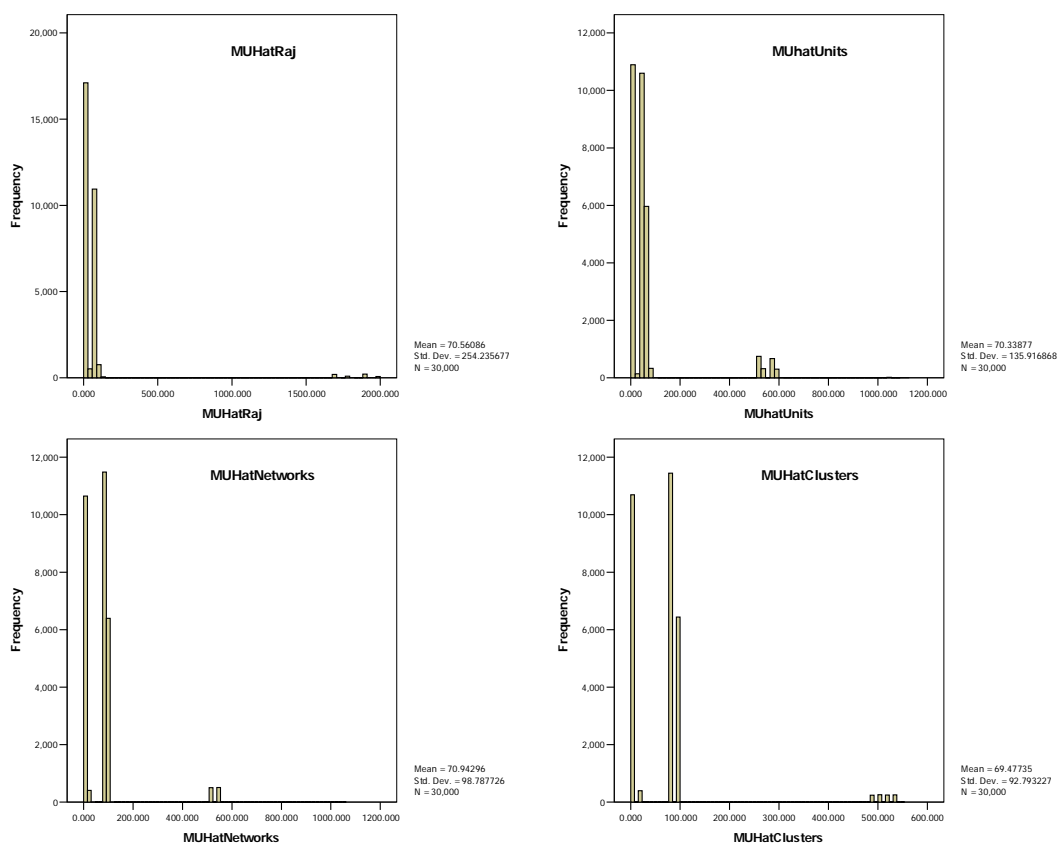 MUHatRaj
20,000
15,000
10,000
5,000
0
Frequency
0.000 500.000 1000.000 1500.000 2000.000
MUHatRaj
Mean = 70.56086
Std. Dev. = 254.235677
N = 30,000
MUhatUnits
12,000
10,000
8,000
6,000
4,000
2,000
0
Frequency
0.000 200.000 400.000 600.000 800.000 1000.000 1200.000
MUhatUnits
Mean = 70.33877
Std. Dev. = 135.916868
N = 30,000
MUHatNetworks
12,000
10,000
8,000
6,000
4,000
2,000
0
Frequency
0.000 200.000 400.000 600.000 800.000 1000.000 1200.000
MUHatNetworks
Mean = 70.94296
Std. Dev. = 98.787726
N = 30,000
MUHatClusters
12,000
10,000
8,000
6,000
4,000
2,000
0
Frequency
0.000 100.000 200.000 300.000 400.000 500.000 600.000
MUHatClusters
Mean = 69.47735
Std. Dev. = 92.793227
N = 30,000